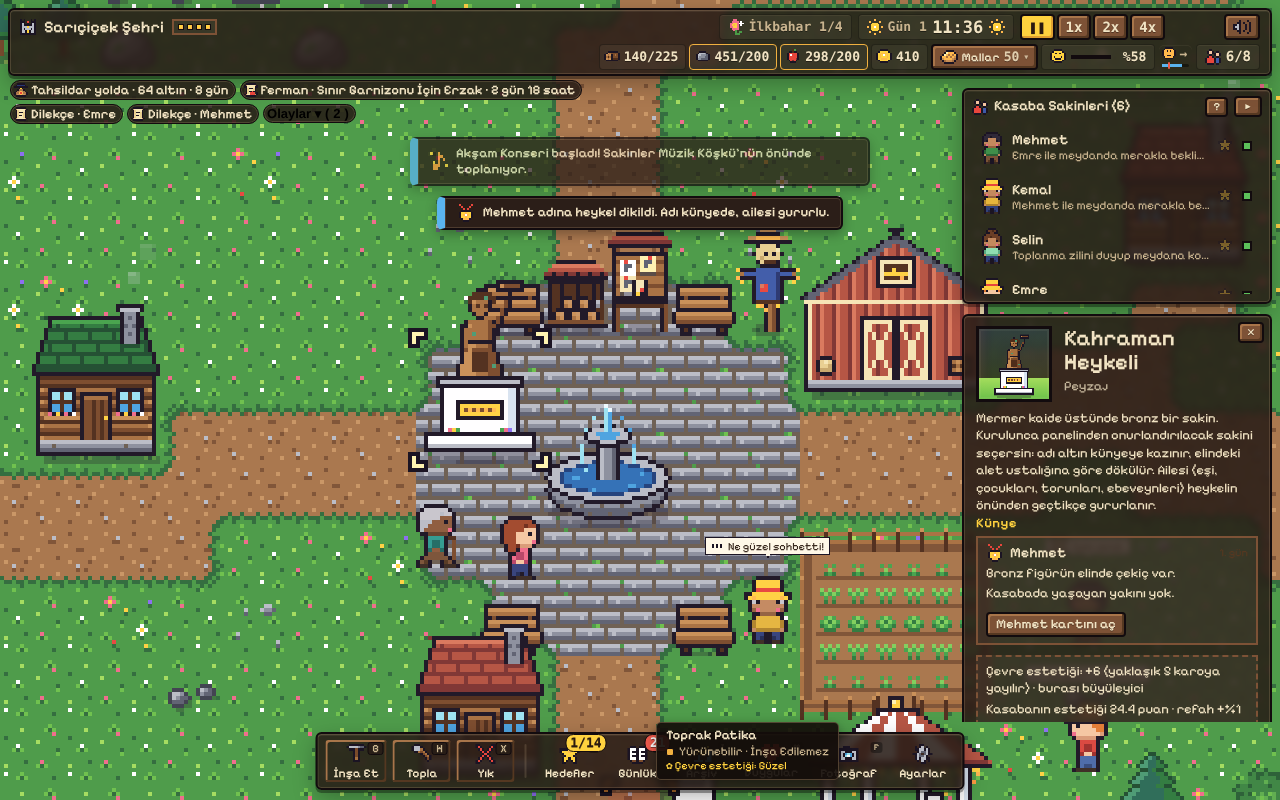 Sarıçiçek Şehri
İlkbahar 1/4
Gün 1 11:36
1x
2x
4x
140/225
451/200
298/200
410
Mallar 50
%58
6/8
Tahsildar yolda · 64 altın · 8 gün
Ferman · Sınır Garnizonu İçin Erzak · 2 gün 18 saat
Dilekçe · Emre
Dilekçe · Mehmet
Olaylar ▾ ( 2 )
Akşam Konseri başladı! Sakinler Müzik Köşkü'nün önünde
toplanıyor.
Mehmet adına heykel dikildi. Adı künyede, ailesi gururlu.
Kasaba Sakinleri (6)
?
Mehmet
Emre ile meydanda merakla bekli...
Kemal
Mehmet ile meydanda merakla be...
Selin
Toplanma zilini duyup meydana ko...
Emre
Kahraman
Heykeli
Peyzaj
Mermer kaide üstünde bronz bir sakin.
Kurulunca panelinden onurlandırılacak sakini
seçersin: adı altın künyeye kazınır, elindeki
alet ustalığına göre dökülür. Ailesi (eşi,
çocukları, torunları, ebeveynleri) heykelin
önünden geçtikçe gururlanır.
Künye
Mehmet
Bronz figürün elinde çekiç var.
Kasabada yaşayan yakını yok.
Mehmet kartını aç
Çevre estetiği: +6 (yaklaşık 8 karoya
yayılır) · burası büyüleyici
Kasabanın estetiği 24.4 puan · refah +%1
Ne güzel sohbetti!
Toprak Patika
Yürünebilir · İnşa Edilemez
Çevre estetiği: Güzel
İnşa Et
G
Topla
H
Yık
X
1/14
Hedefler
2
Günlük
Fotoğraf
F
Ayarlar